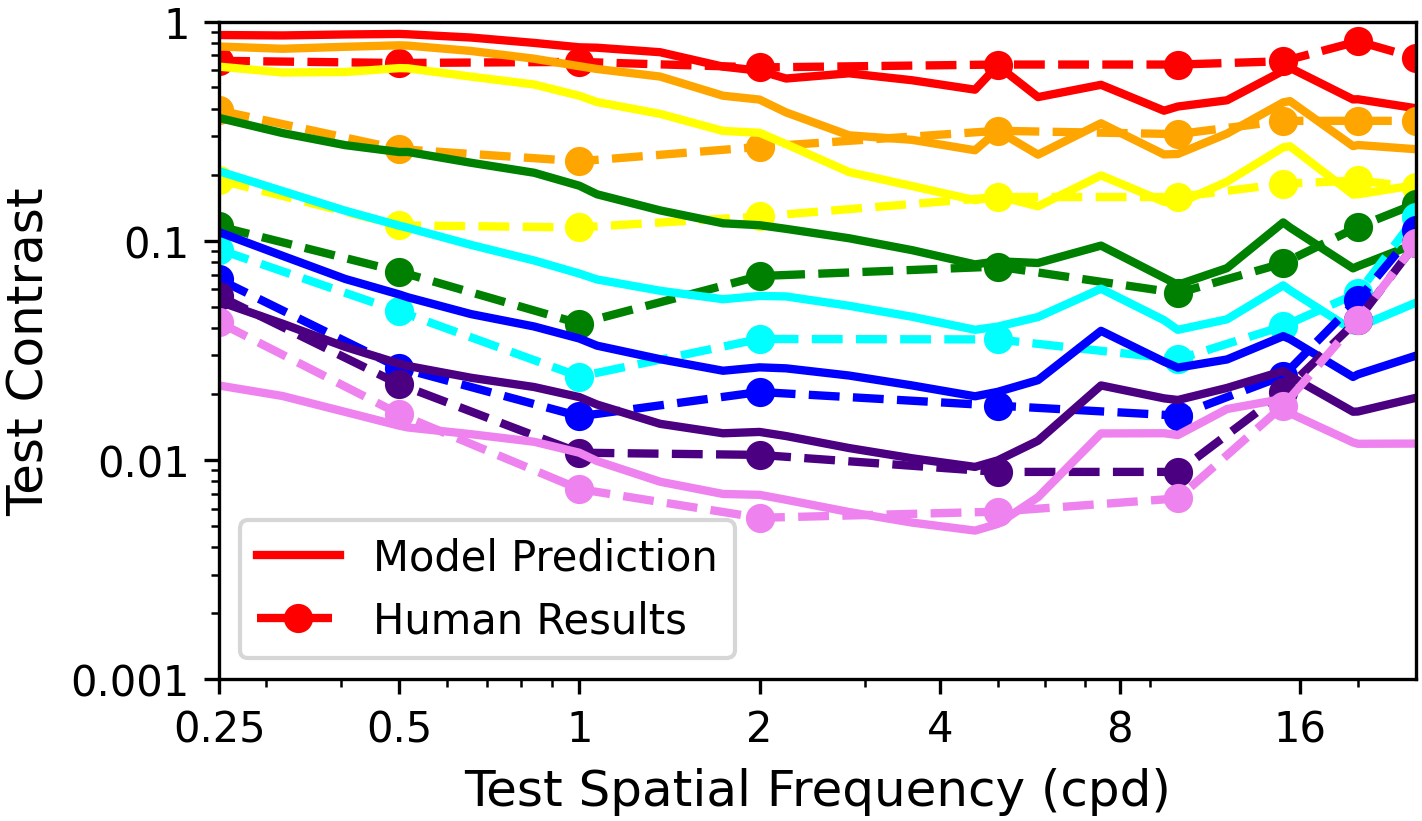 1
0.1
0.01
0.001
Test Contrast
Model Prediction
Human Results
0.25 0.5 1 2 4 8 16
Test Spatial Frequency (cpd)